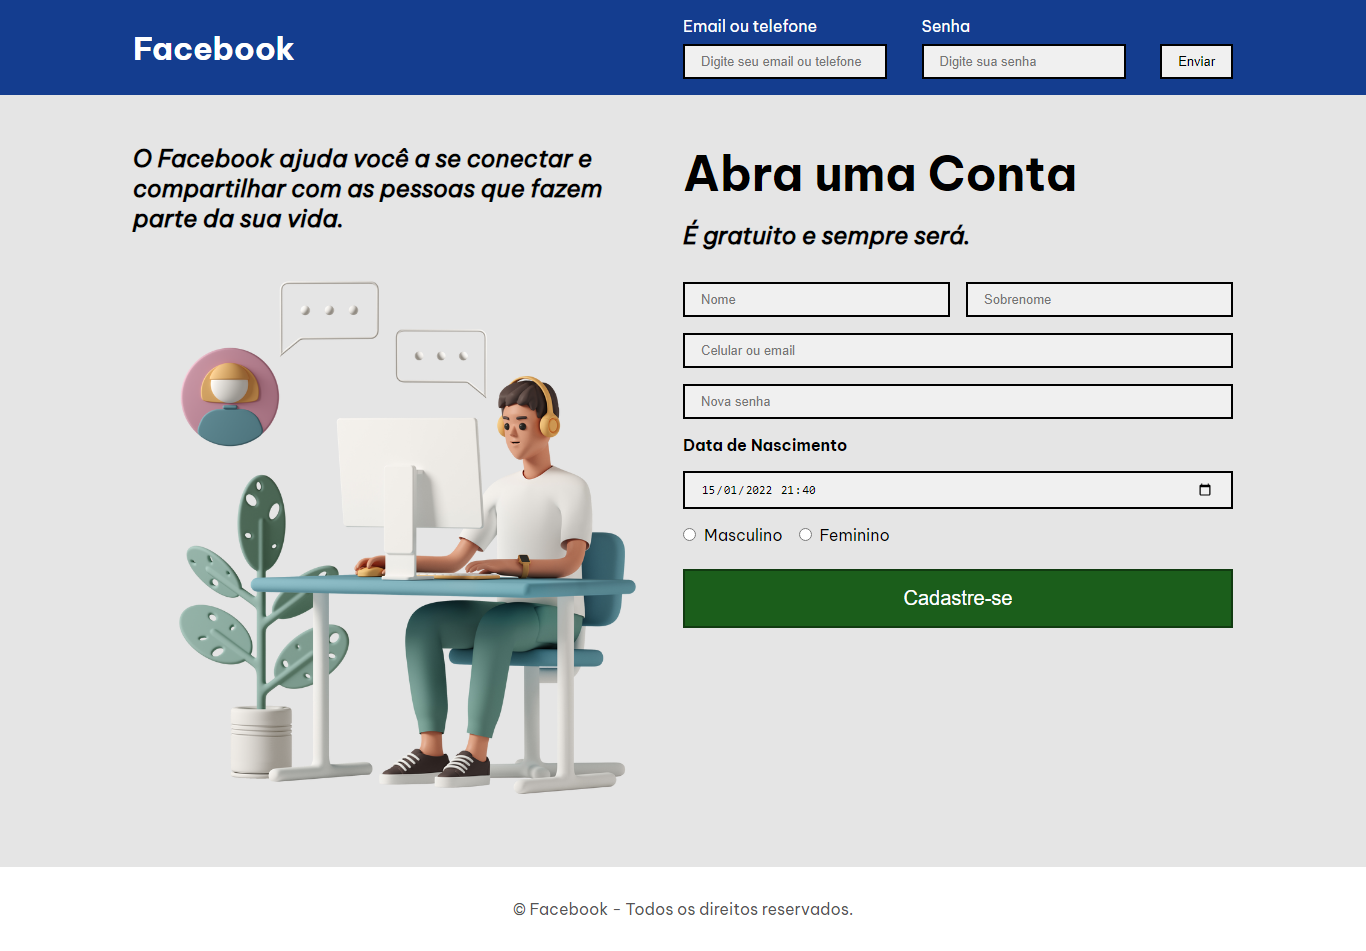 Facebook
Email ou telefone
Senha
Digite seu email ou telefone
Digite sua senha
Enviar
O Facebook ajuda você a se conectar e
compartilhar com as pessoas que fazem
parte da sua vida.
Abra uma Conta
É gratuito e sempre será.
Nome
Sobrenome
Celular ou email
Nova senha
Data de Nascimento
15/01/2022 21:40
Masculino
Feminino
Cadastre-se
© Facebook - Todos os direitos reservados.